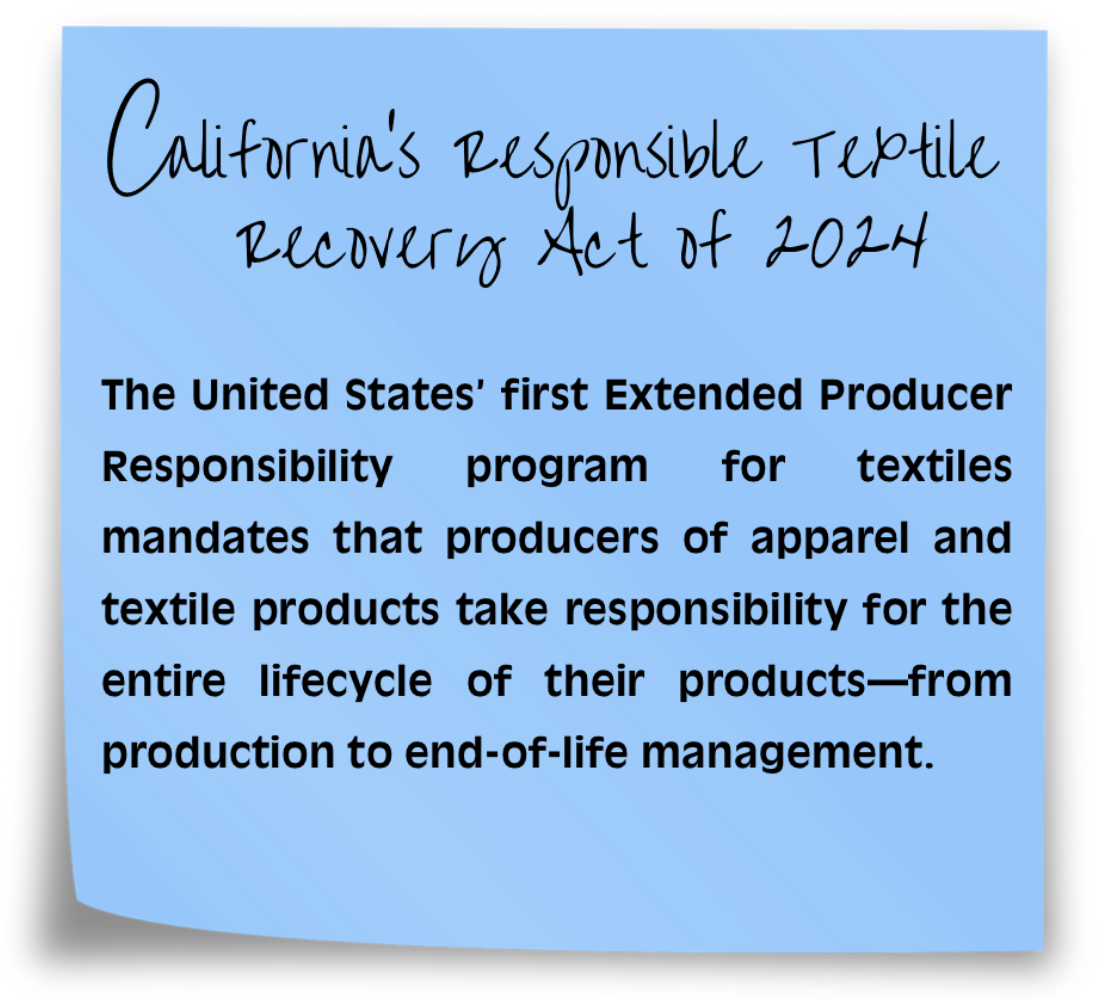 California's Responsible Textile
Recovery Act of 2024
The United States’ first Extended Producer
Responsibility program for textiles
mandates that producers of apparel and
textile products take responsibility for the
entire lifecycle of their products—from
production to end-of-life management.